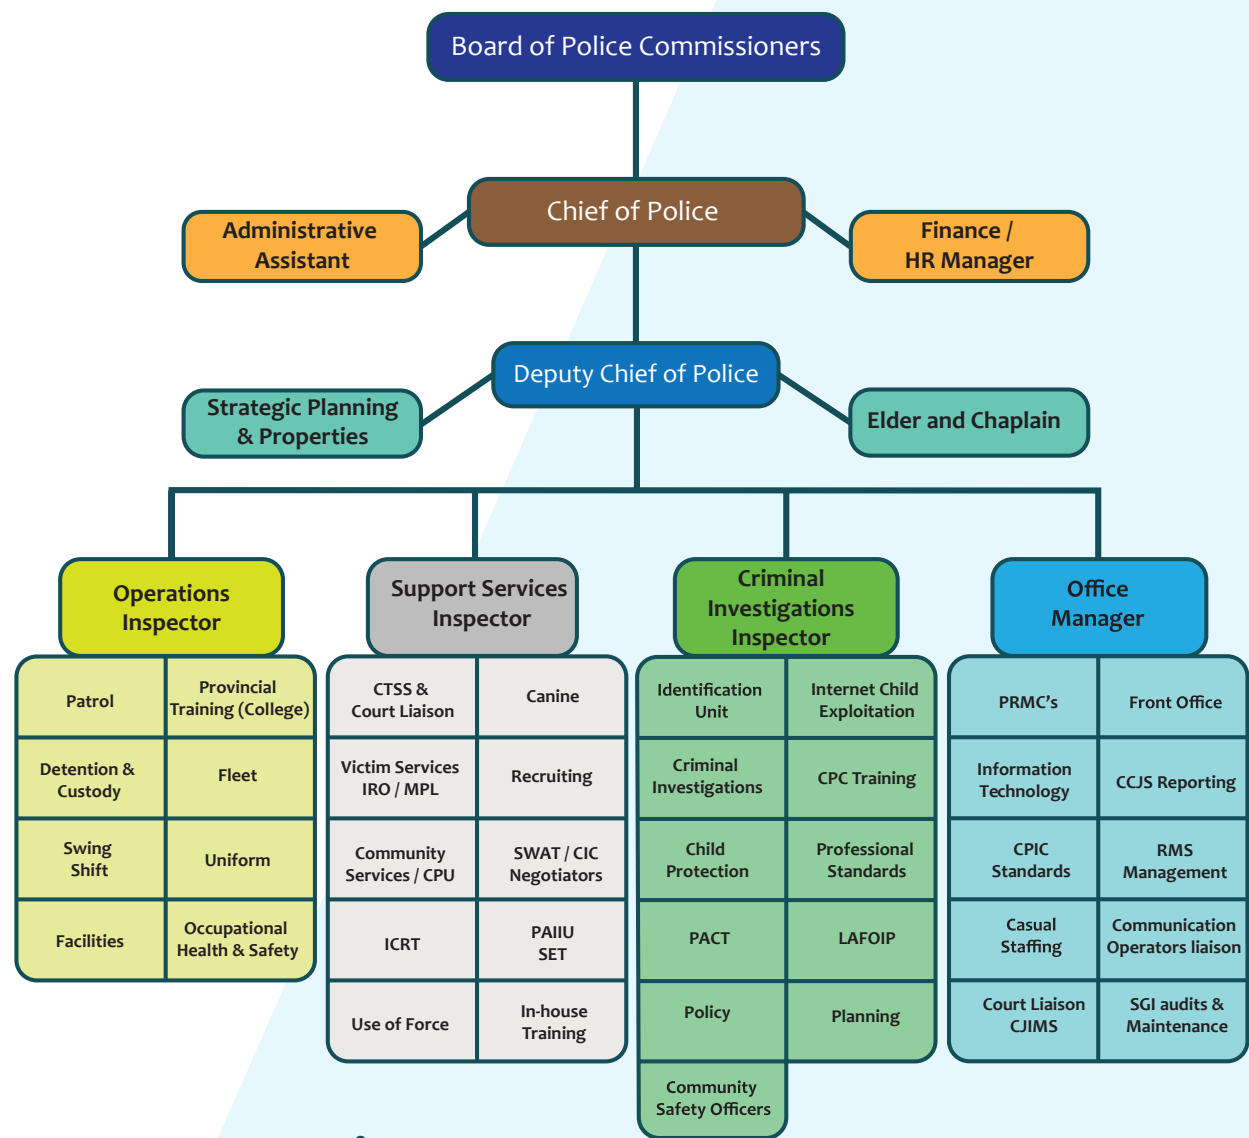 Board of Police Commissioners
Chief of Police
Administrative
Assistant
Finance /
HR Manager
Deputy Chief of Police
Strategic Planning
& Properties
Elder and Chaplain
Operations
Inspector
Support Services
Inspector
Criminal
Investigations
Inspector
Office
Manager
Patrol
Provincial
Training (College)
Detention &
Custody
Fleet
Swing
Shift
Uniform
Facilities
Occupational
Health & Safety
CTSS &
Court Liaison
Canine
Victim Services
IRO / MPL
Recruiting
Community
Services / CPU
SWAT / CIC
Negotiators
ICRT
PAIIU
SET
Use of Force
In-house
Training
Identification
Unit
Internet Child
Exploitation
Criminal
Investigations
CPC Training
Child
Protection
Professional
Standards
PACT
LAFOIP
Policy
Planning
Community
Safety Officers
PRMC's
Front Office
Information
Technology
CCJS Reporting
CPIC
Standards
RMS
Management
Casual
Staffing
Communication
Operators liaison
Court Liaison
CJIMS
SGI audits &
Maintenance